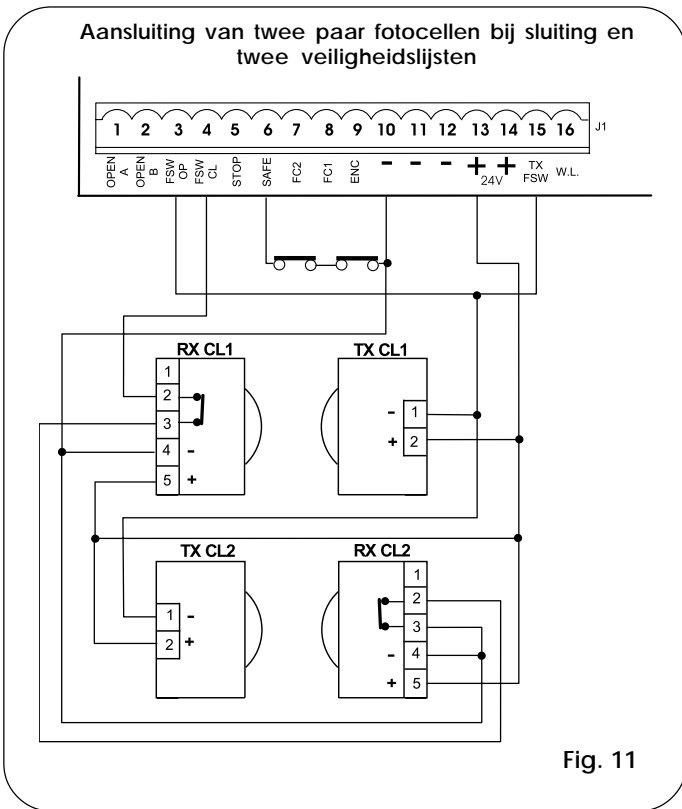 Aansluiting van twee paar fotocellen bij sluiting en
twee veiligheidslijsten
1 2 3 4 5 6 7 8 9 10 11 12 13 14 15 16 J1
OPEN A OPEN B FSW OP FSW CL STOP SAFE FC2 FC1 ENC - - - + + 24V TX FSW W.L.
RX CL1
1
2
3
4 -
5 +
TX CL1
- 1
+ 2
TX CL2
1 -
2 +
RX CL2
1
2
3
- 4
+ 5
Fig. 11